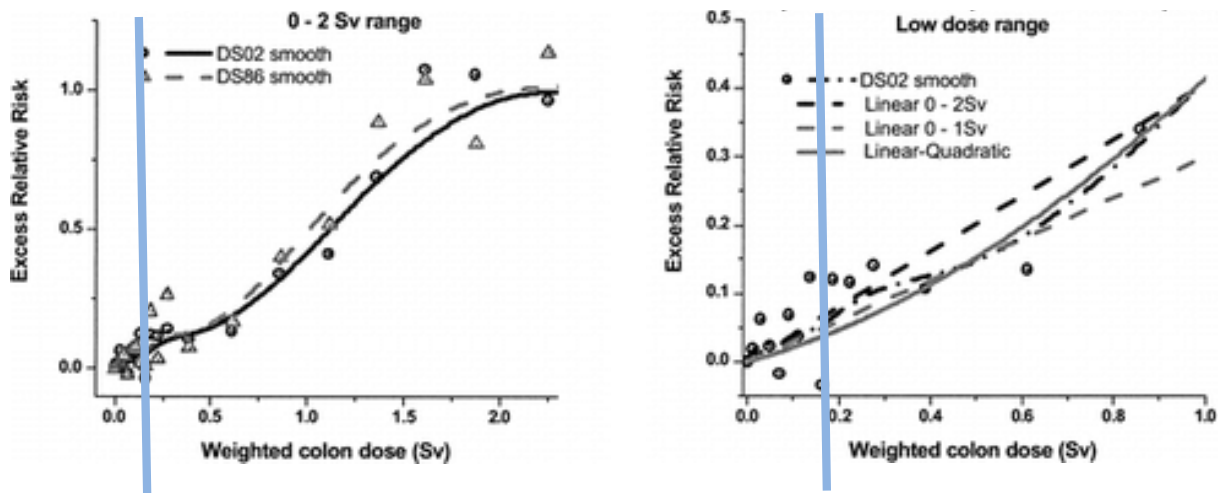 0 - 2 Sv range
DS02 smooth
DS86 smooth
1.0
0.5
0.0
Excess Relative Risk
0.0 0.5 1.0 1.5 2.0
Weighted colon dose (Sv)
Low dose range
DS02 smooth
Linear 0 - 2Sv
Linear 0 - 1Sv
Linear-Quadratic
0.5
0.4
0.3
0.2
0.1
0.0
Excess Relative Risk
0.0 0.2 0.4 0.6 0.8 1.0
Weighted colon dose (Sv)